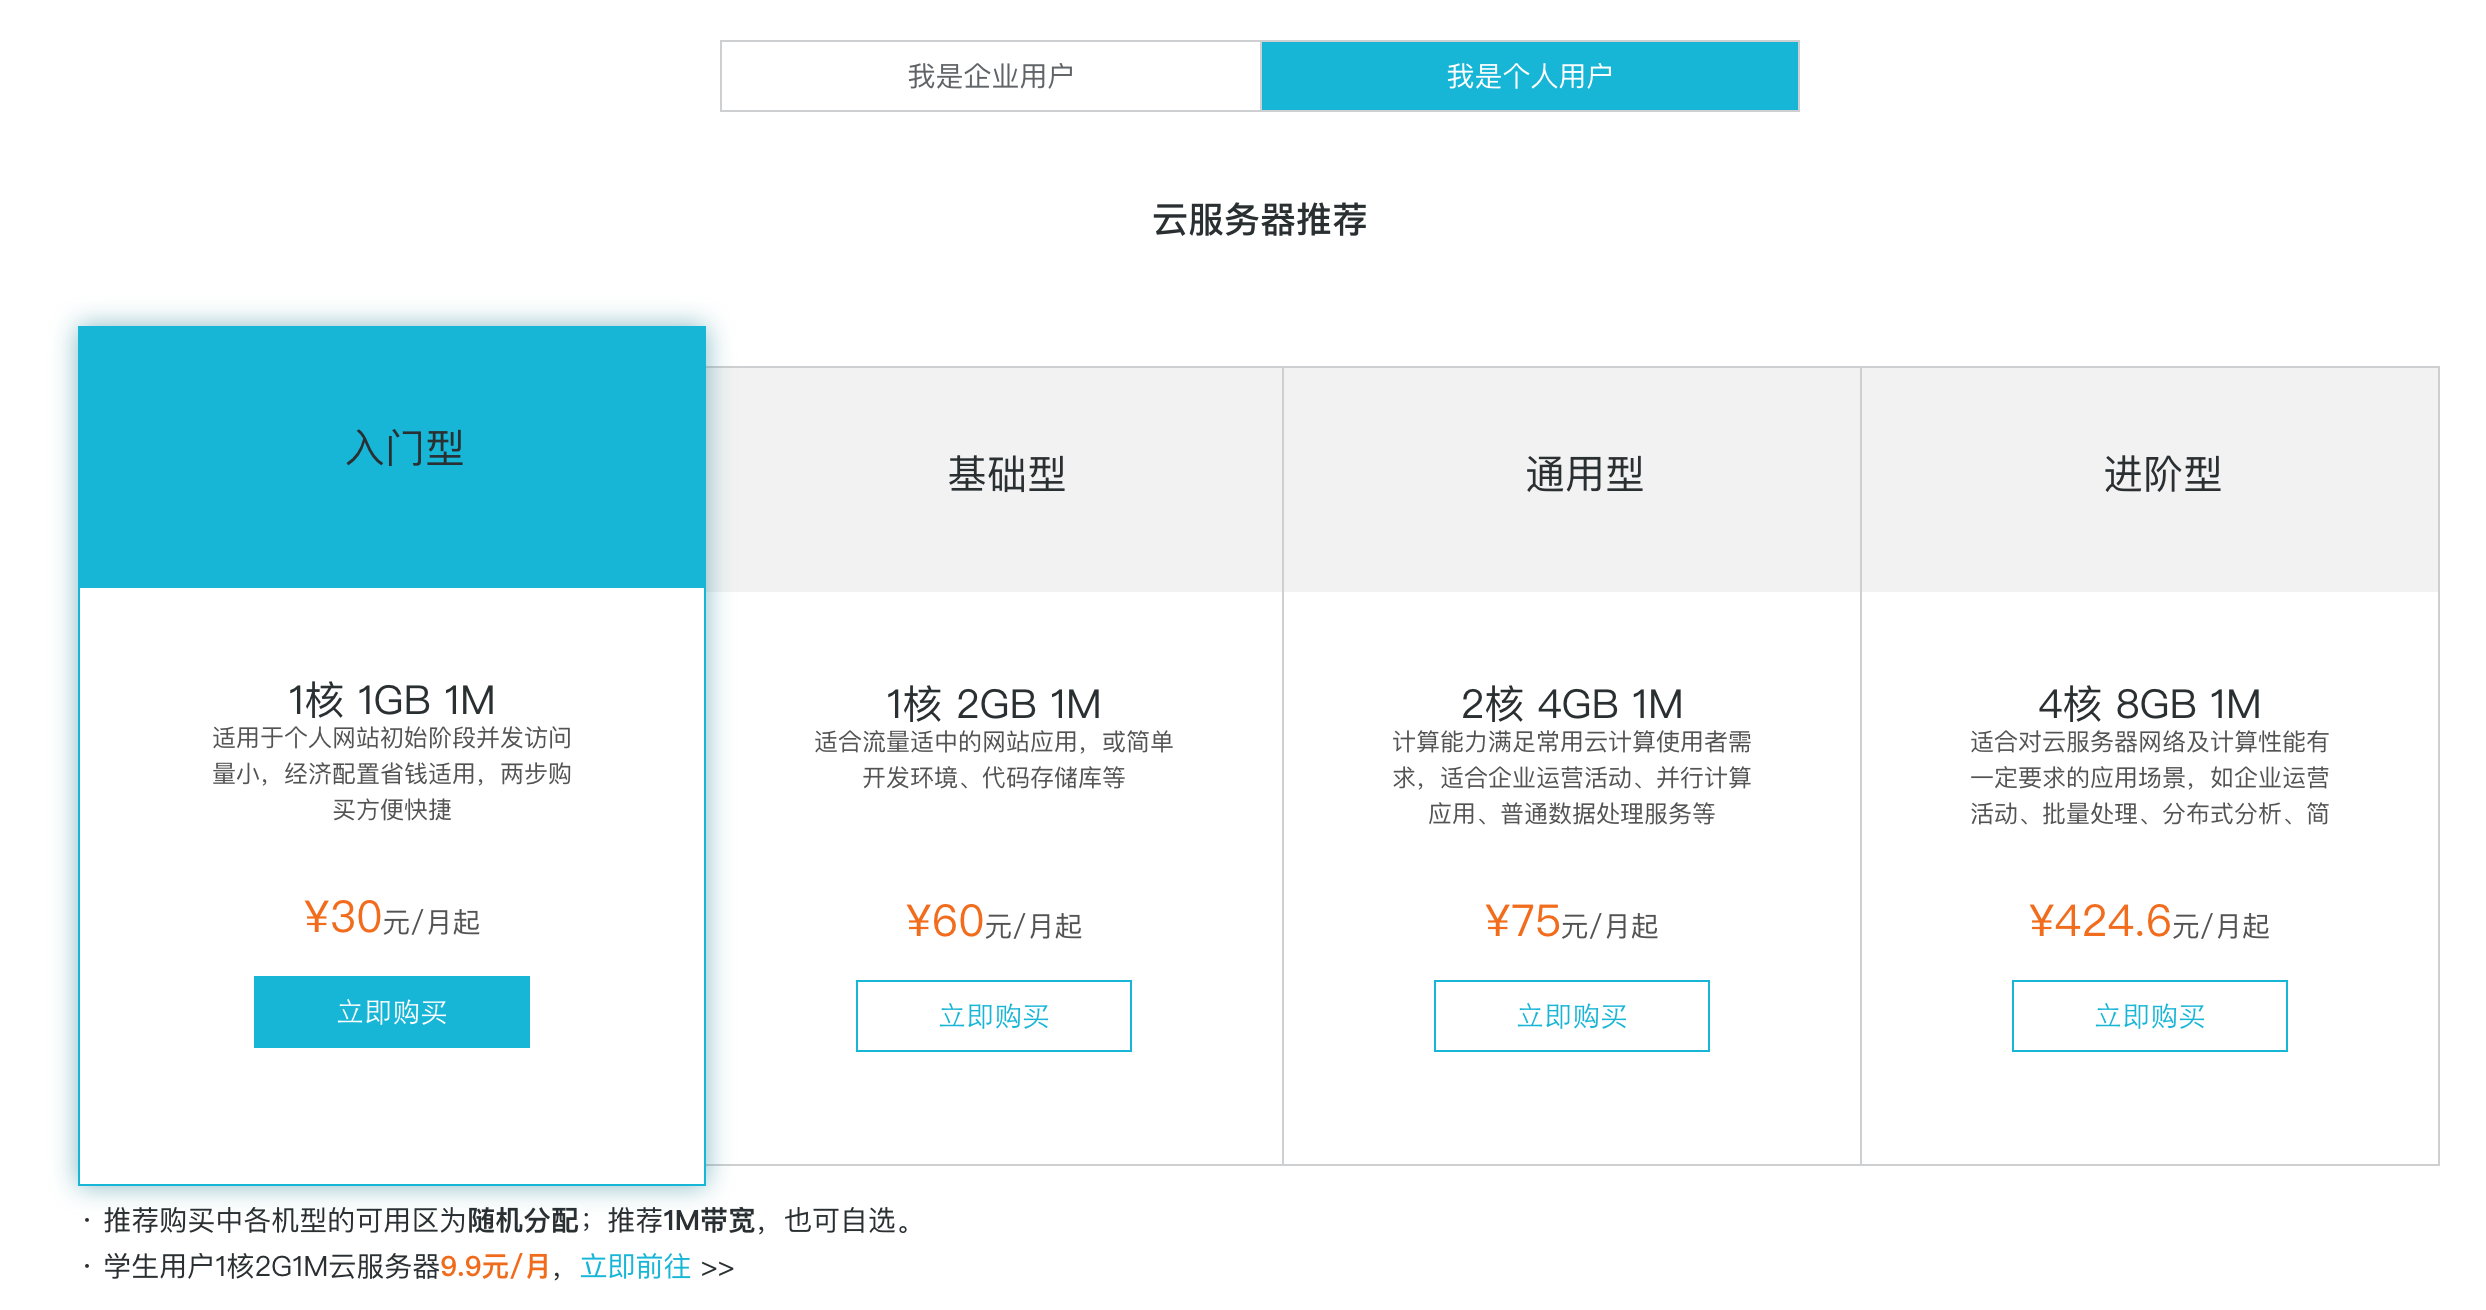 我是企业用户
我是个人用户
云服务器推荐
入门型
1核 1GB 1M
适用于个人网站初始阶段并发访问
量小，经济配置省钱适用，两步购
买方便快捷
¥30元/月起
立即购买
基础型
1核 2GB 1M
适合流量适中的网站应用，或简单
开发环境、代码存储库等
¥60元/月起
立即购买
通用型
2核 4GB 1M
计算能力满足常用云计算使用者需
求，适合企业运营活动、并行计算
应用、普通数据处理服务等
¥75元/月起
立即购买
进阶型
4核 8GB 1M
适合对云服务器网络及计算性能有
一定要求的应用场景，如企业运营
活动、批量处理、分布式分析、简
¥424.6元/月起
立即购买
· 推荐购买中各机型的可用区为随机分配；推荐1M带宽，也可自选。
· 学生用户1核2G1M云服务器9.9元/月，立即前往 >>